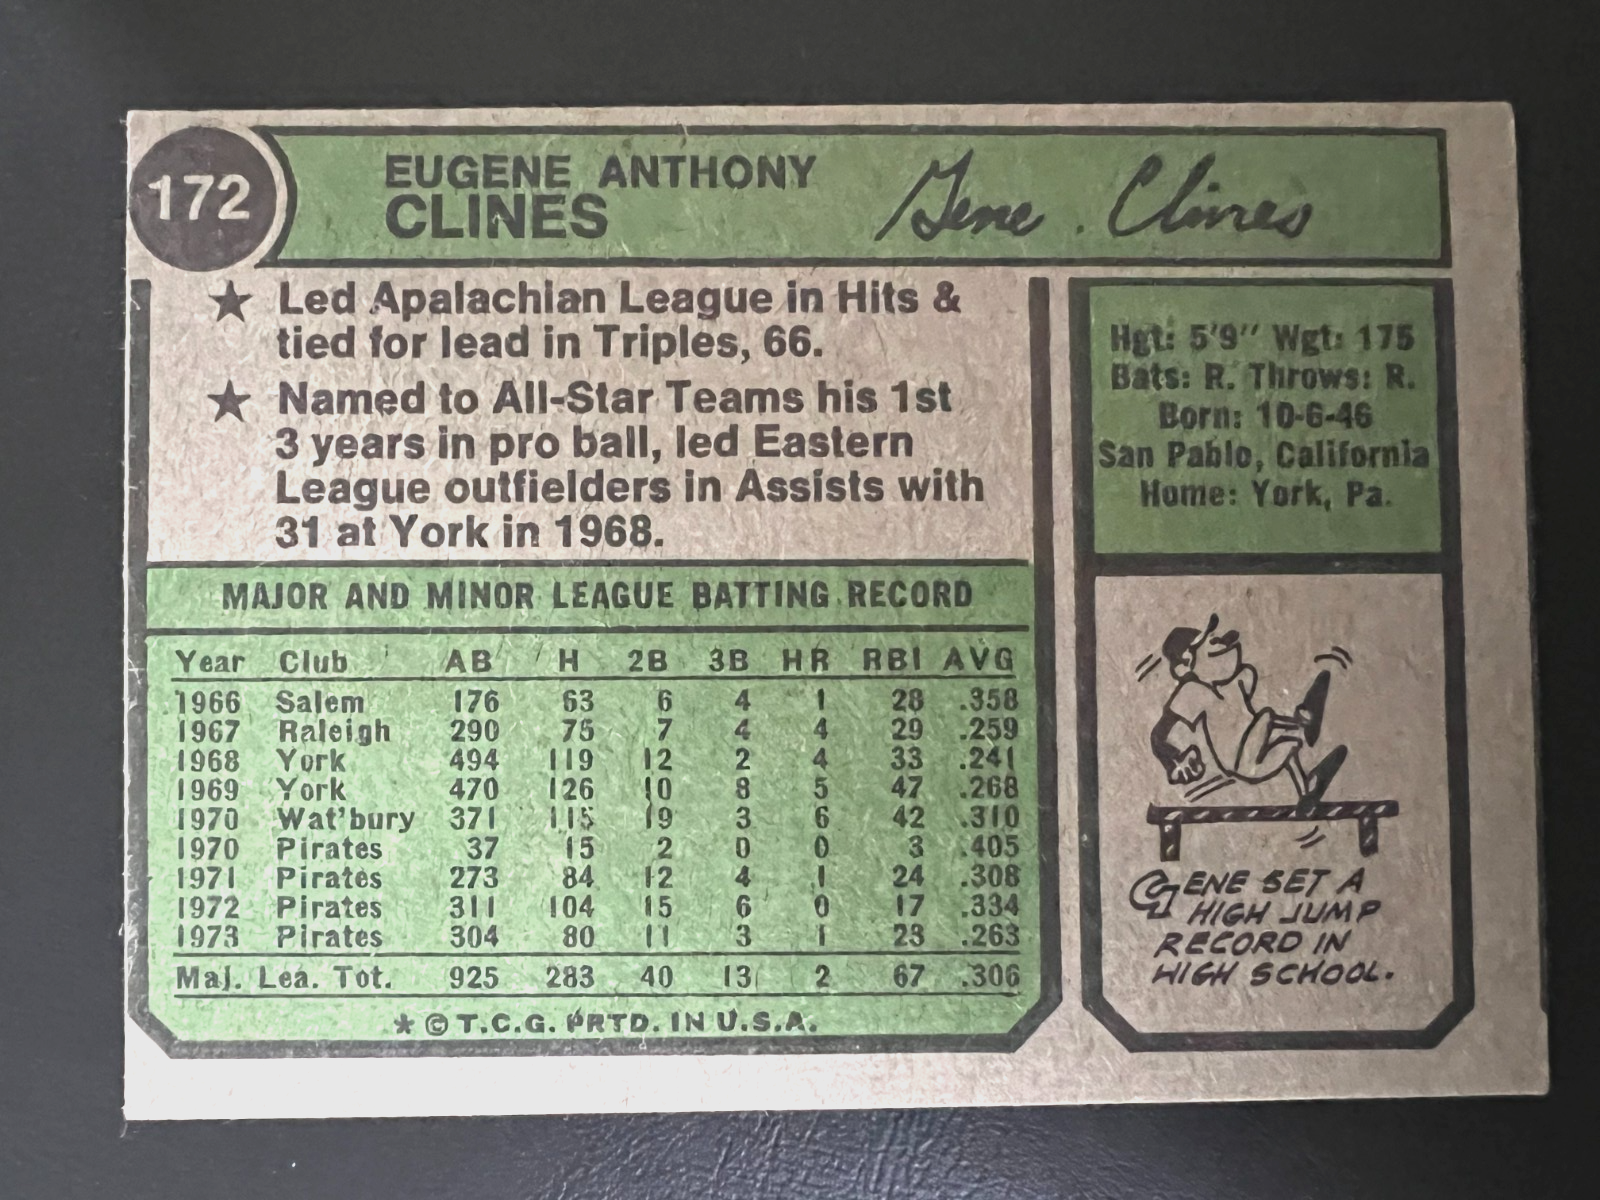 172
EUGENE ANTHONY
CLINES
Gene Clines
★ Led Apalachian League in Hits &
tied for lead in Triples, 66.
★ Named to All-Star Teams his 1st
3 years in pro ball, led Eastern
League outfielders in Assists with
31 at York in 1968.
MAJOR AND MINOR LEAGUE BATTING RECORD
Year Club AB H 2B 3B HR RBI AVG
1966 Salem 176 63 6 4 1 28 .358
1967 Raleigh 290 75 7 4 4 29 .259
1968 York 494 119 12 2 4 33 .241
1969 York 470 126 10 8 5 47 .268
1970 Wat'bury 371 115 19 3 6 42 .310
1970 Pirates 37 15 2 0 0 3 .405
1971 Pirates 273 84 12 4 1 24 .308
1972 Pirates 311 104 15 6 0 17 .334
1973 Pirates 304 80 11 3 1 23 .263
Maj. Lea. Tot. 925 283 40 13 2 67 .306
★ © T.C.G. PRTD. IN U.S.A.
Hgt: 5'9" Wgt: 175
Bats: R. Throws: R.
Born: 10-6-46
San Pablo, California
Home: York, Pa.
GENE SET A
HIGH JUMP
RECORD IN
HIGH SCHOOL.